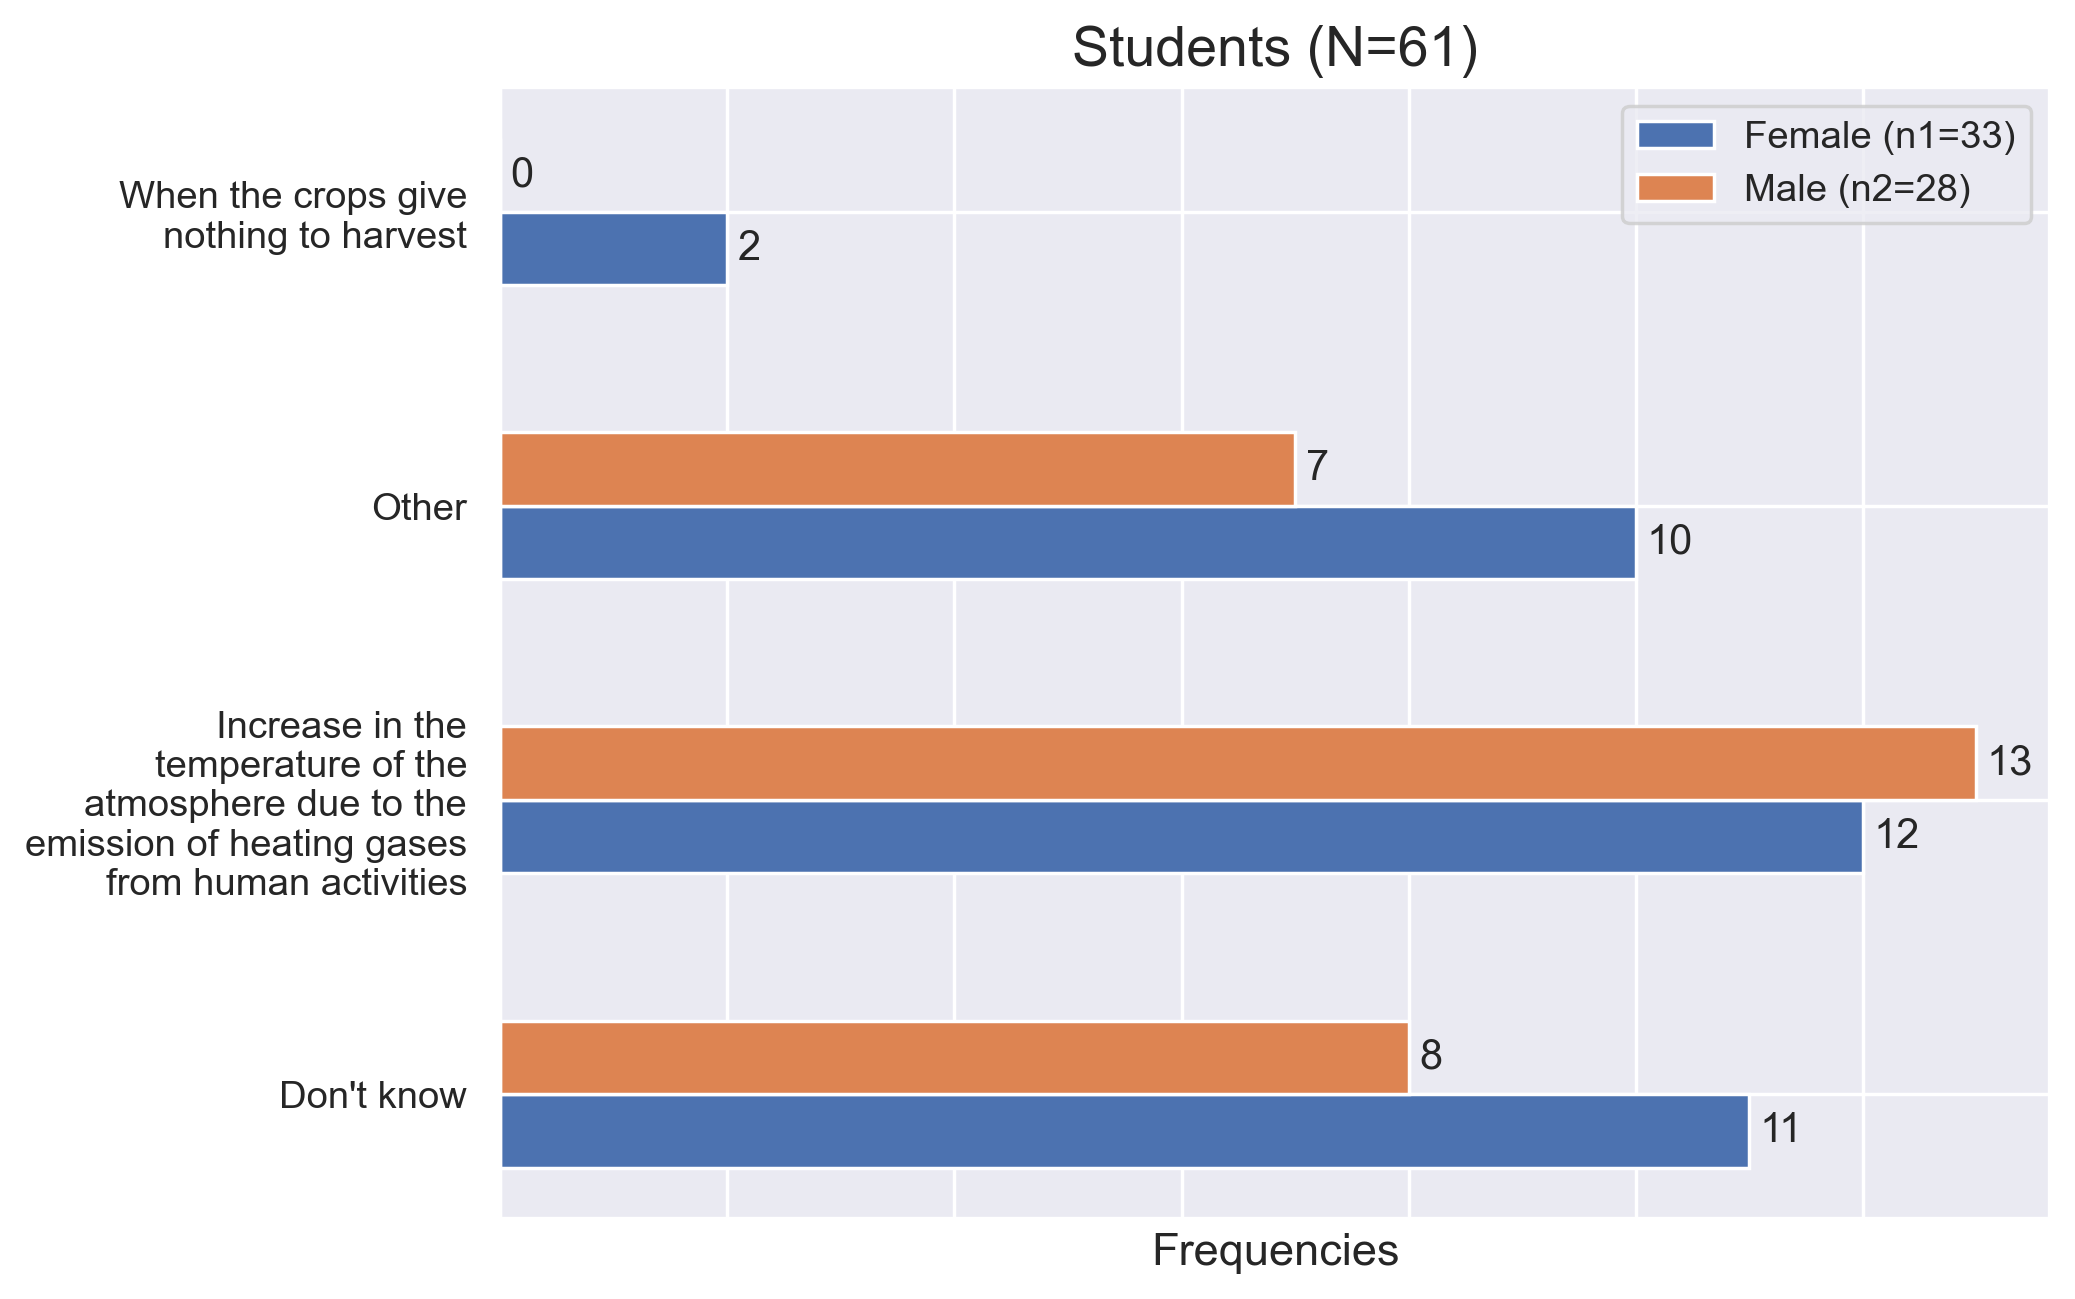 Students (N=61)
Female (n1=33)
Male (n2=28)
When the crops give
nothing to harvest
0
2
Other
7
10
Increase in the
temperature of the
atmosphere due to the
emission of heating gases
from human activities
13
12
Don't know
8
11
Frequencies